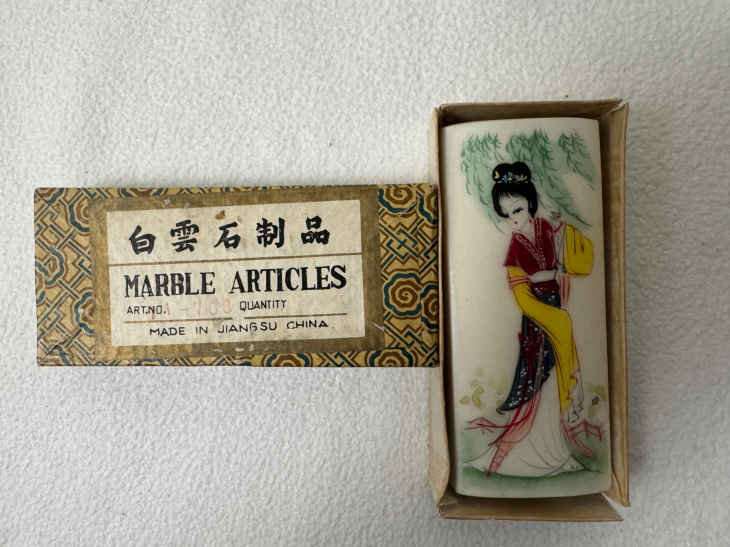 白雲石制品
MARBLE ARTICLES
ART.NO. QUANTITY
MADE IN JIANGSU CHINA